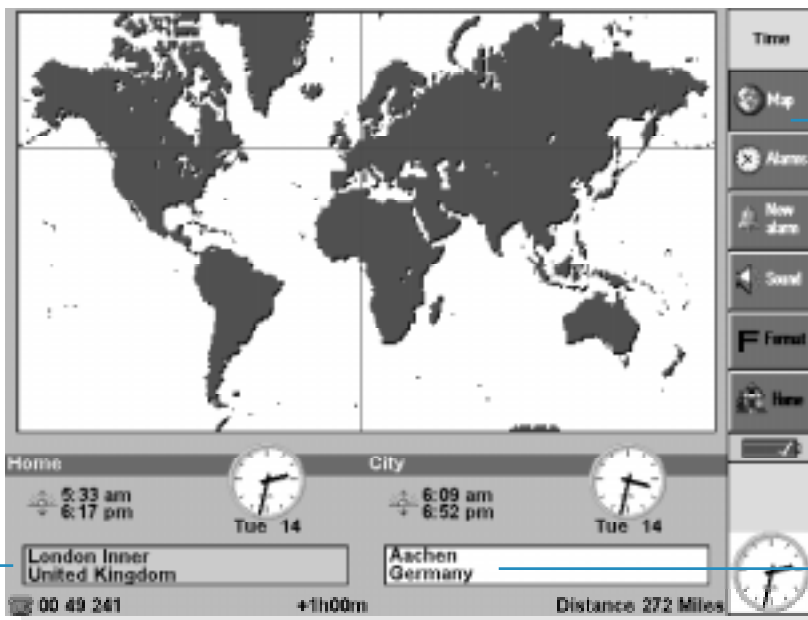 Time
Map
Alarms
New
alarm
Sound
Format
Home
Home
City
5:33 am
6:17 pm
Tue 14
6:09 am
6:52 pm
Tue 14
London Inner
United Kingdom
Aachen
Germany
00 49 241
+1h00m
Distance 272 Miles